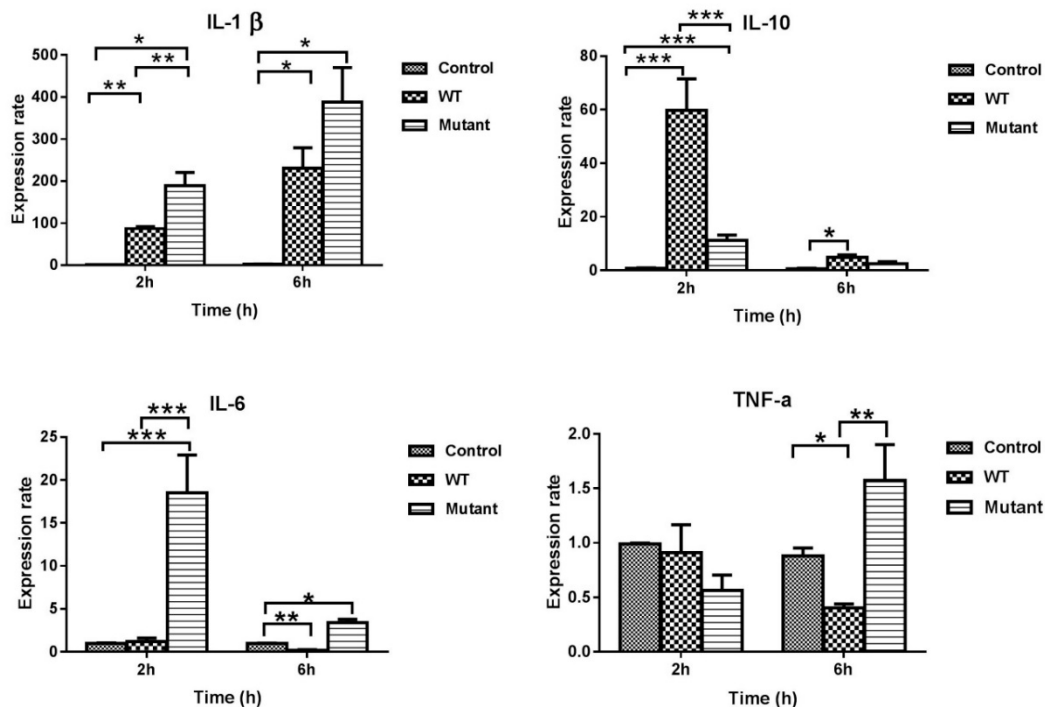 IL-1 β
500
400
300
200
100
0
Expression rate
* ** ** * *
2h 6h
Time (h)
Control
WT
Mutant
IL-10
80
60
40
20
0
Expression rate
*** *** *** *
2h 6h
Time (h)
Control
WT
Mutant
IL-6
25
20
15
10
5
0
Expression rate
*** *** * **
2h 6h
Time (h)
Control
WT
Mutant
TNF-a
2.0
1.5
1.0
0.5
0.0
Expression rate
* **
2h 6h
Time (h)
Control
WT
Mutant